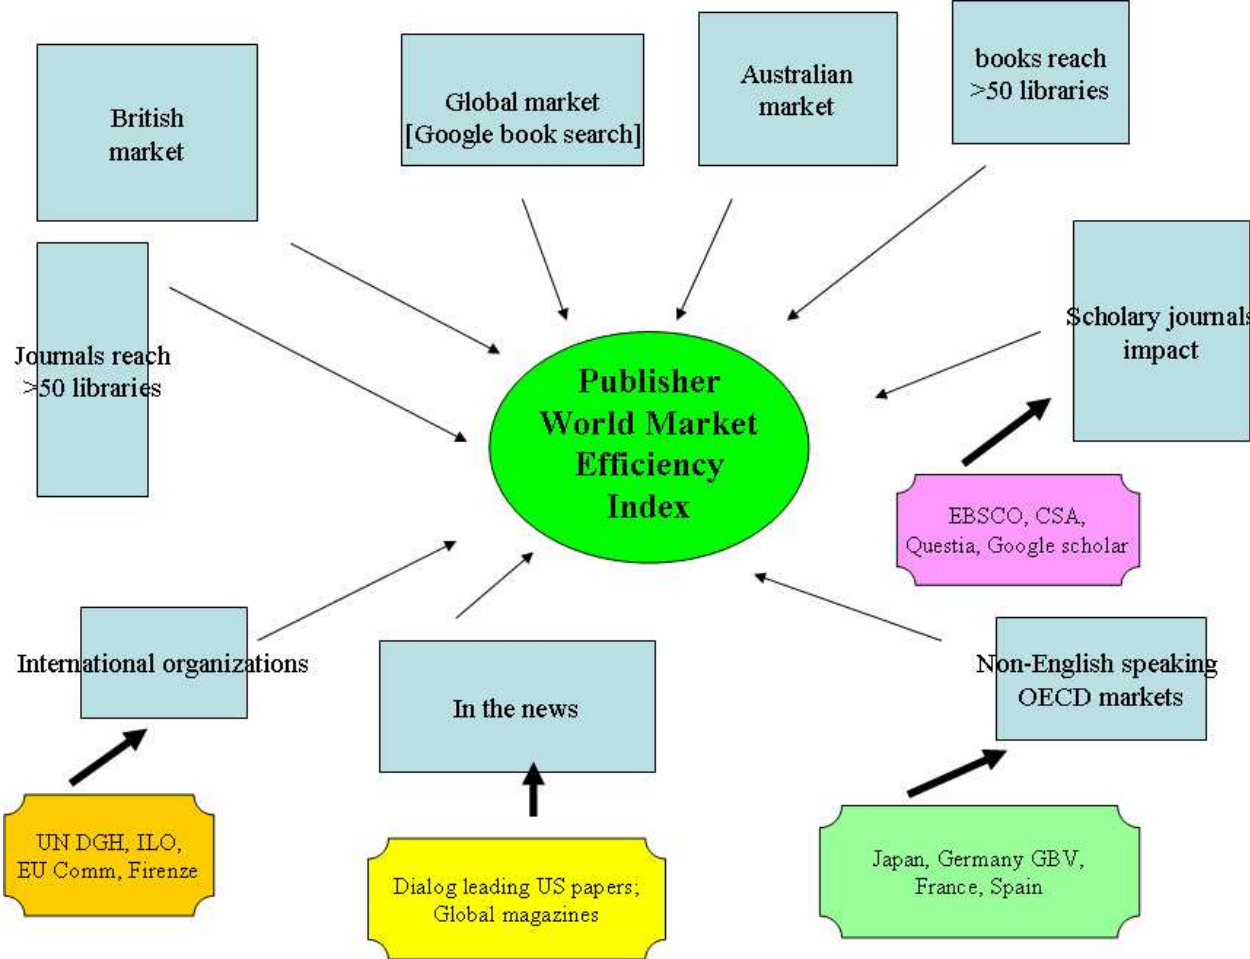 British
market
Global market
[Google book search]
Australian
market
books reach
>50 libraries
Journals reach
>50 libraries
Publisher
World Market
Efficiency
Index
Scholary journals
impact
EBSCO, CSA,
Questia, Google scholar
International organizations
In the news
Non-English speaking
OECD markets
UN DGH, ILO,
EU Comm, Firenze
Dialog leading US papers;
Global magazines
Japan, Germany GBV,
France, Spain